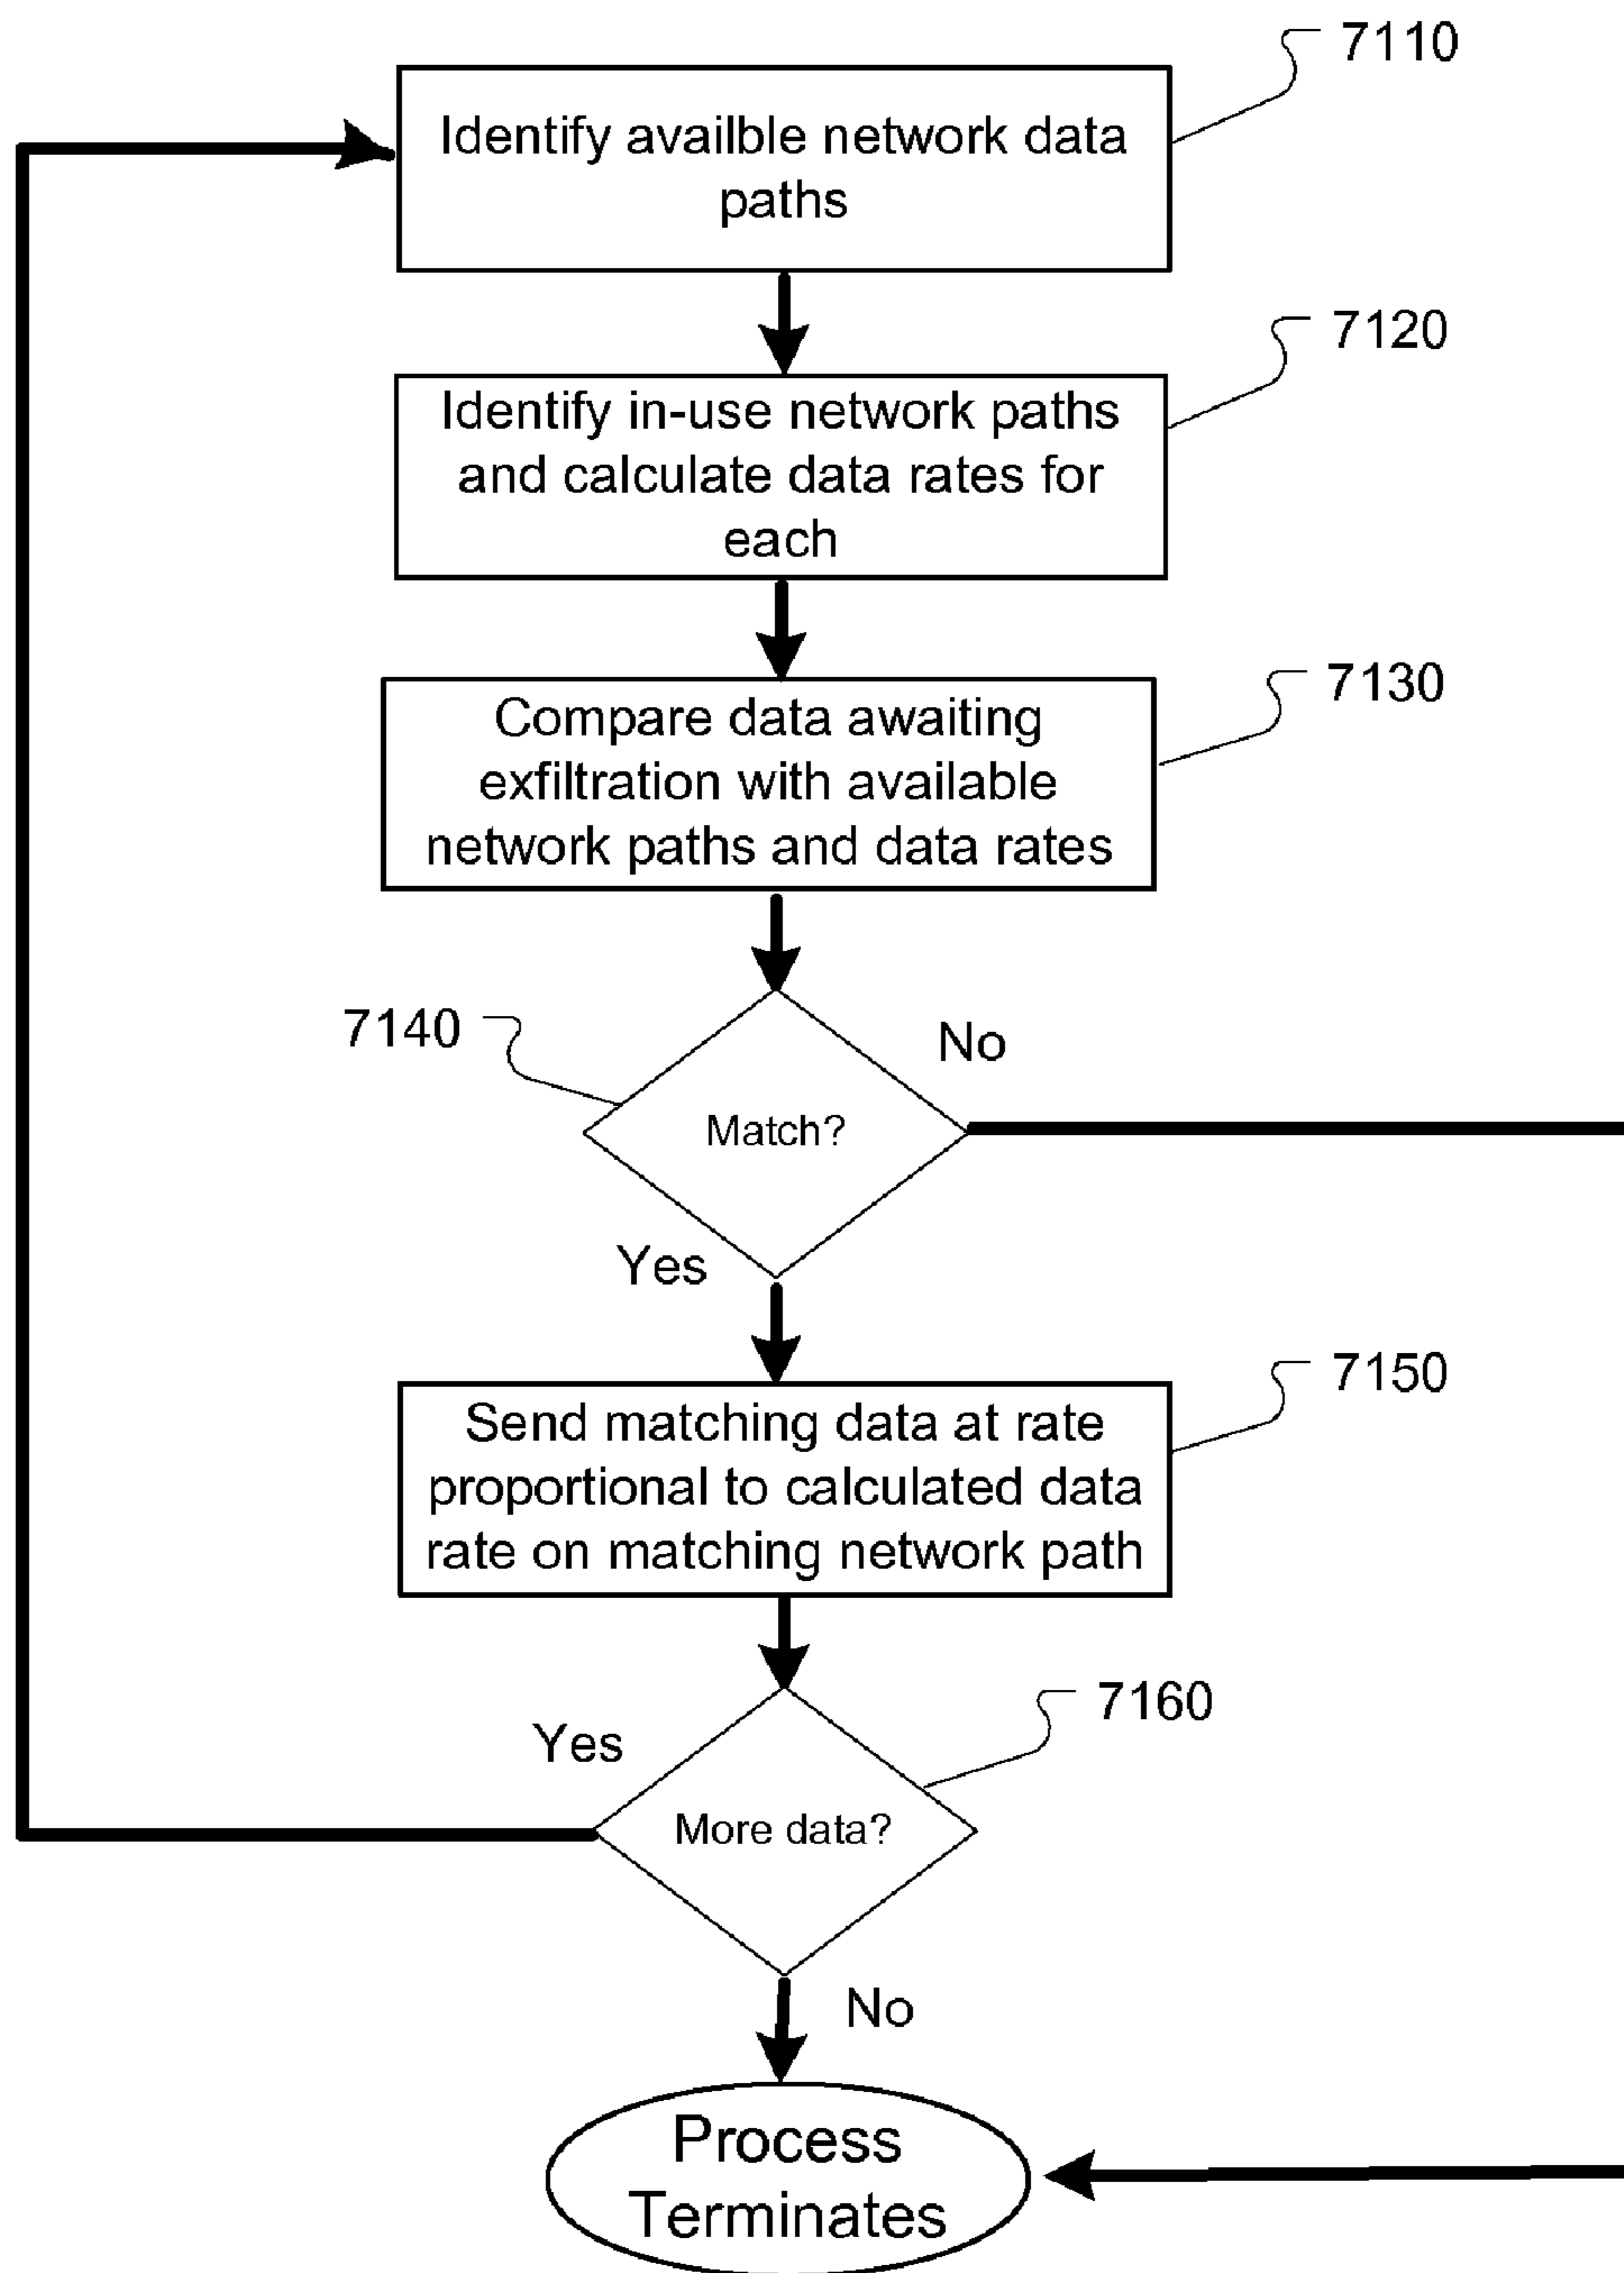 7110
Identify availble network data
paths
7120
Identify in-use network paths
and calculate data rates for
each
7130
Compare data awaiting
exfiltration with available
network paths and data rates
7140
No
Match?
Yes
7150
Send matching data at rate
proportional to calculated data
rate on matching network path
7160
Yes
More data?
No
Process
Terminates